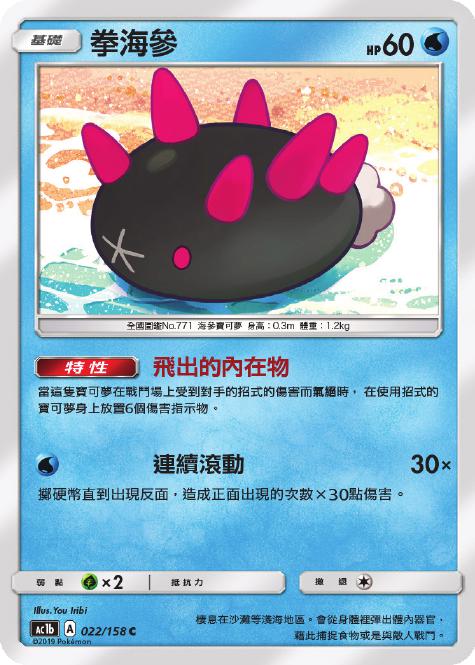 基礎 拳海參 HP60
全國圖鑑No.771 海參寶可夢 身高：0.3m 體重：1.2kg
特性 飛出的內在物
當這隻寶可夢在戰鬥場上受到對手的招式的傷害而氣絕時，在使用招式的
寶可夢身上放置6個傷害指示物。
連續滾動 30×
擲硬幣直到出現反面，造成正面出現的次數×30點傷害。
弱點 ×2 抵抗力 撤退
Illus.You Iribi
AC1b A 022/158 C
©2019 Pokémon
棲息在沙灘等淺海地區。會從身體裡彈出體內器官，
藉此捕捉食物或是與敵人戰鬥。